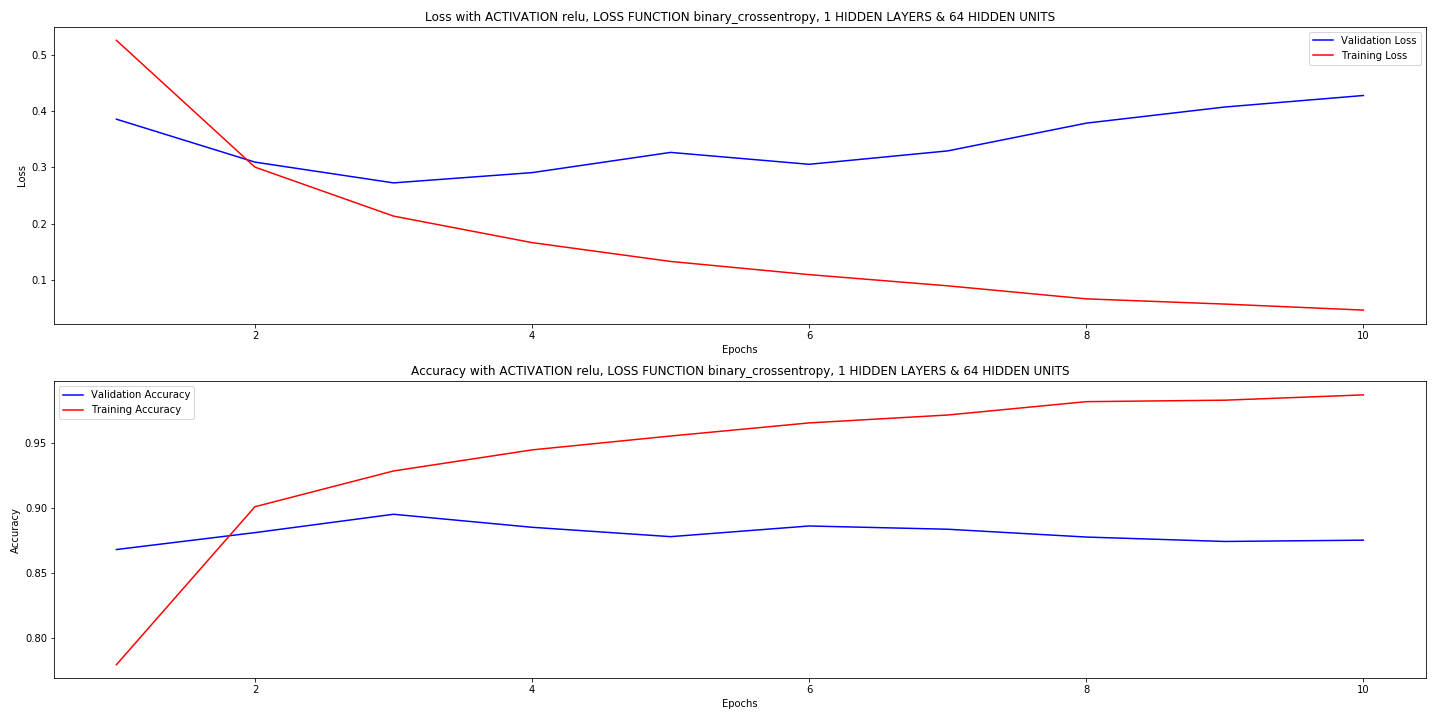 Loss with ACTIVATION relu, LOSS FUNCTION binary_crossentropy, 1 HIDDEN LAYERS & 64 HIDDEN UNITS
Validation Loss
Training Loss
0.5
0.4
0.3
0.2
0.1
Loss
2 4 6 8 10
Epochs
Accuracy with ACTIVATION relu, LOSS FUNCTION binary_crossentropy, 1 HIDDEN LAYERS & 64 HIDDEN UNITS
Validation Accuracy
Training Accuracy
0.95
0.90
0.85
0.80
Accuracy
2 4 6 8 10
Epochs